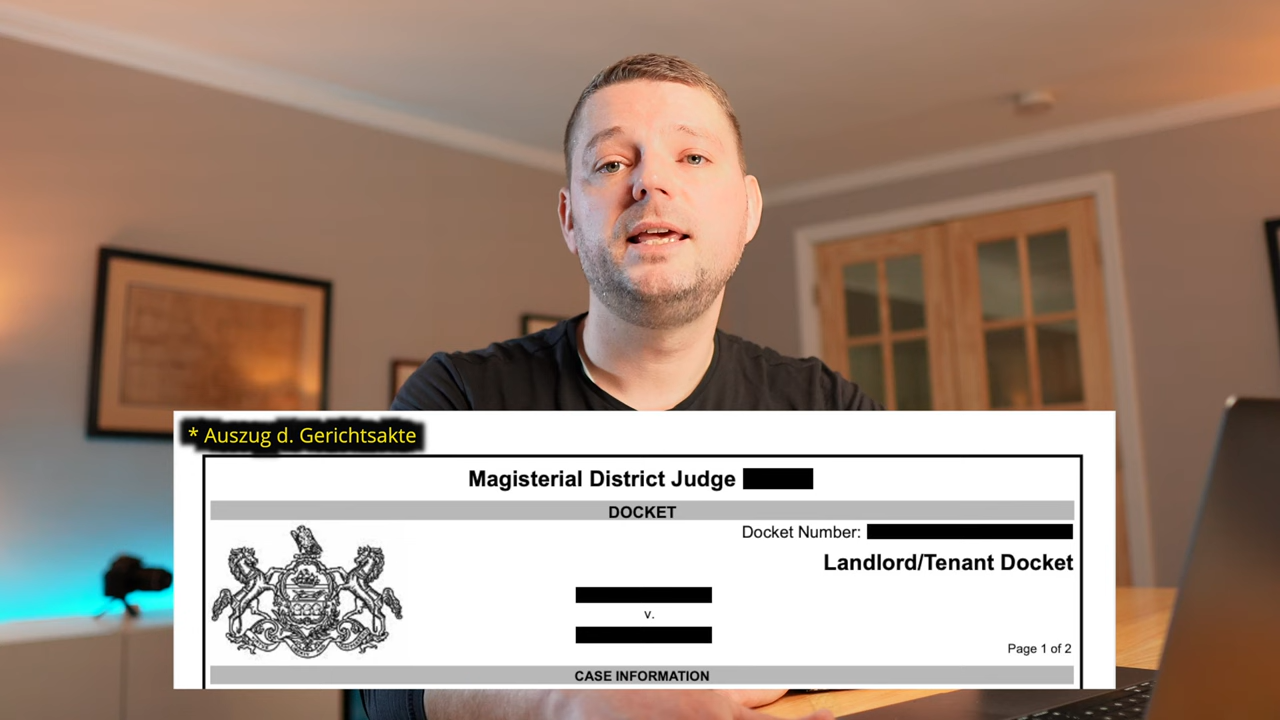 * Auszug d. Gerichtsakte
Magisterial District Judge
DOCKET
Docket Number:
Landlord/Tenant Docket
v.
Page 1 of 2
CASE INFORMATION